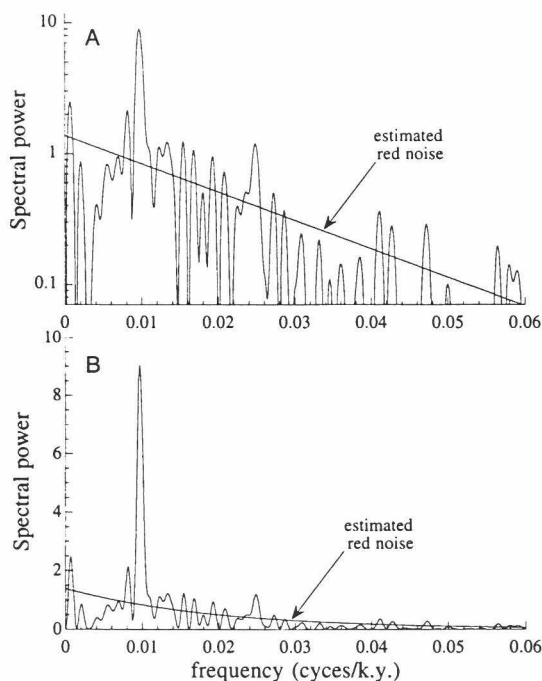 A
Spectral power
10
1
0.1
estimated
red noise
0 0.01 0.02 0.03 0.04 0.05 0.06
B
Spectral power
10
8
6
4
2
0
estimated
red noise
0 0.01 0.02 0.03 0.04 0.05 0.06
frequency (cyces/k.y.)